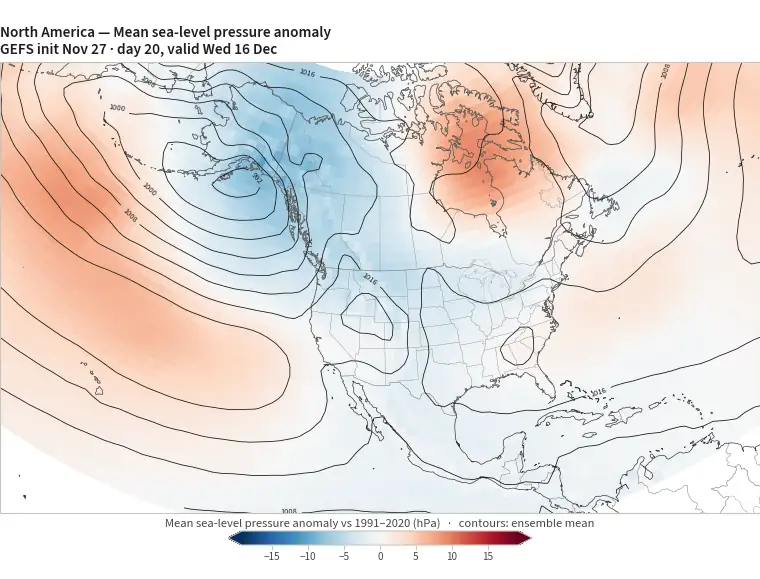 North America — Mean sea-level pressure anomaly
GEFS init Nov 27 · day 20, valid Wed 16 Dec
1016
1008
1008
1000
1000
992
1008
1016
1016
1008
Mean sea-level pressure anomaly vs 1991–2020 (hPa) · contours: ensemble mean
−15 −10 −5 0 5 10 15